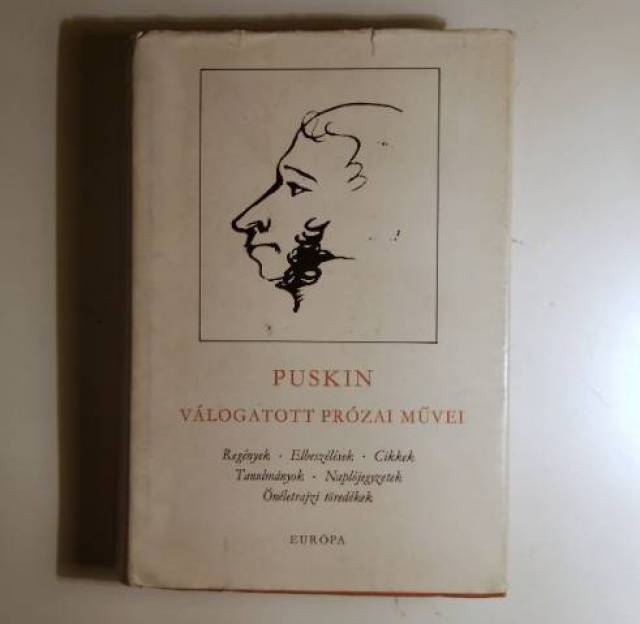 PUSKIN
VÁLOGATOTT PRÓZAI MŰVEI
Regények · Elbeszélések · Cikkek
Tanulmányok · Naplójegyzetek
Önéletrajzi töredékek
EURÓPA